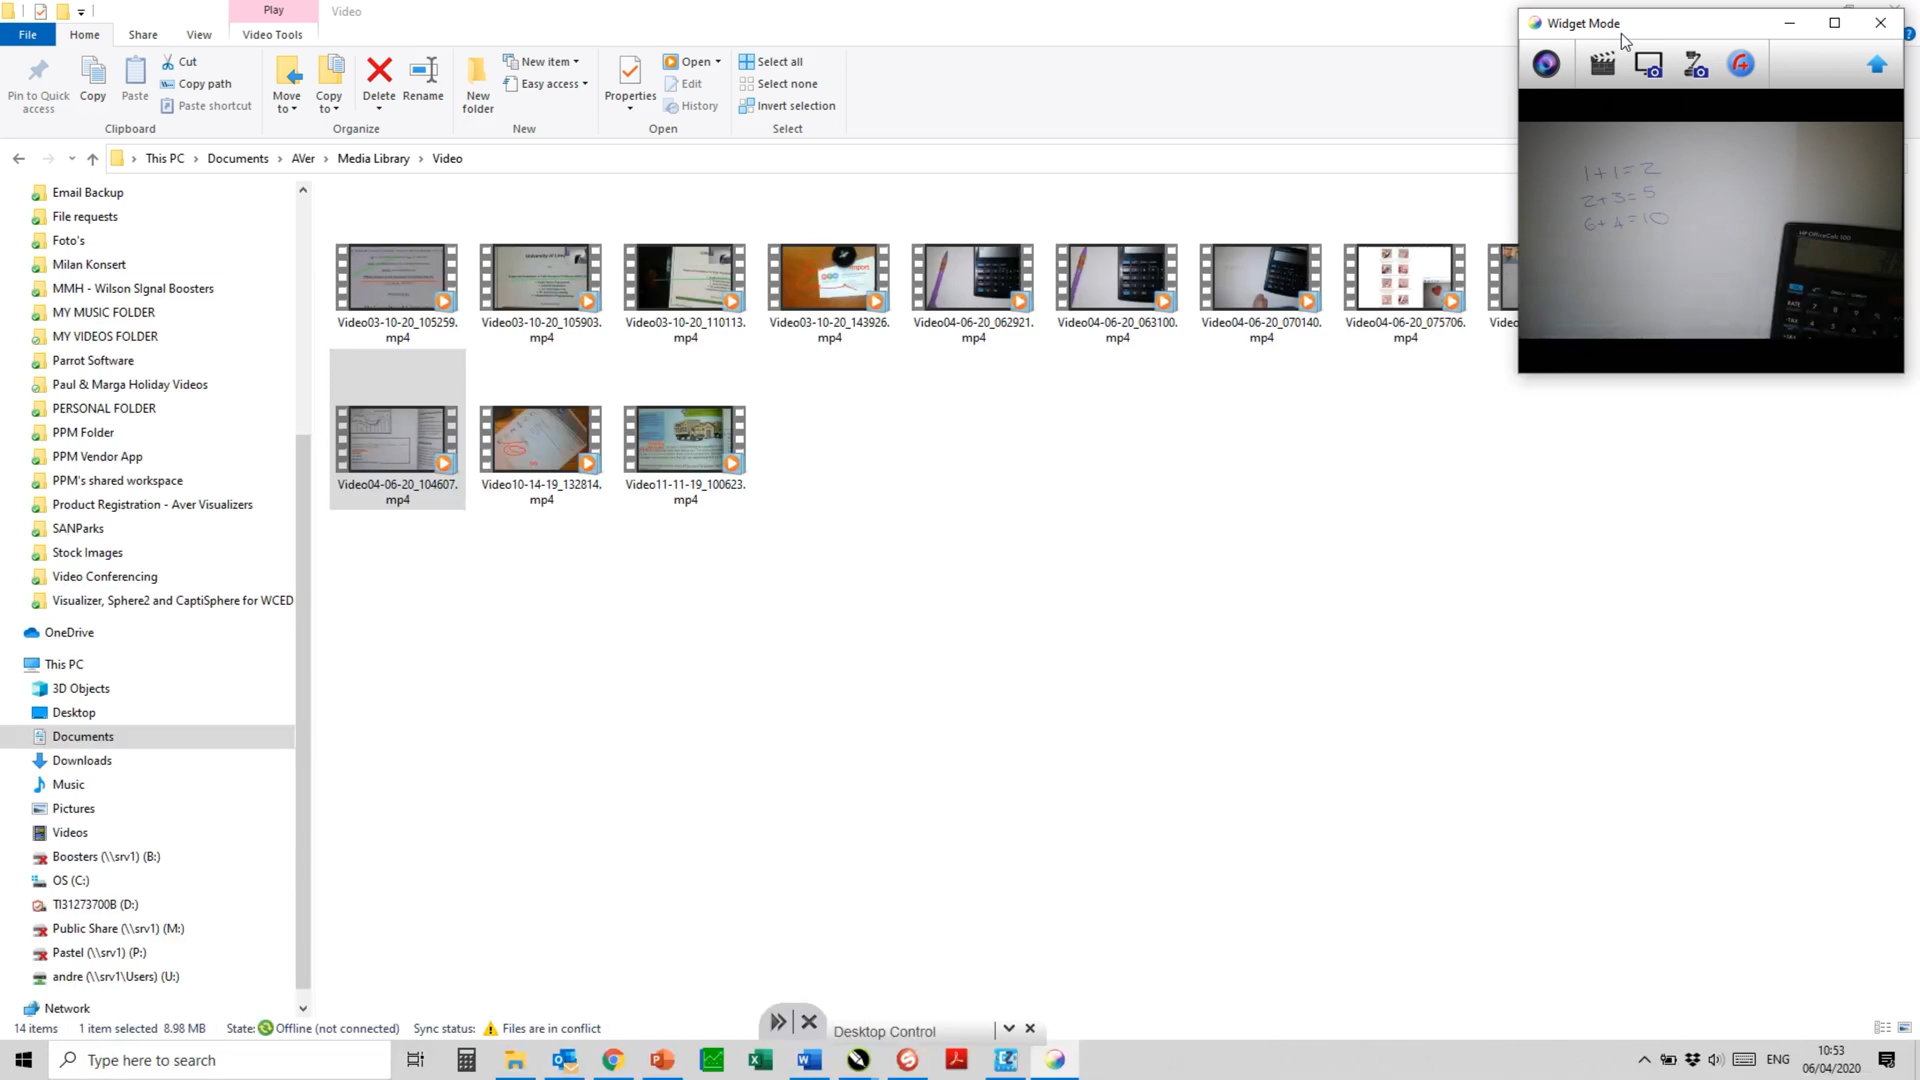 Play
Video
File
Home
Share
View
Video Tools
Pin to Quick access
Copy
Paste
Cut
Copy path
Paste shortcut
Clipboard
Move to
Copy to
Delete
Rename
Organize
New folder
New item
Easy access
New
Properties
Open
Edit
History
Open
Select all
Select none
Invert selection
Select
This PC > Documents > AVer > Media Library > Video
Email Backup
File requests
Foto's
Milan Konsert
MMH - Wilson SIgnal Boosters
MY MUSIC FOLDER
MY VIDEOS FOLDER
Parrot Software
Paul & Marga Holiday Videos
PERSONAL FOLDER
PPM Folder
PPM Vendor App
PPM's shared workspace
Product Registration - Aver Visualizers
SANParks
Stock Images
Video Conferencing
Visualizer, Sphere2 and CaptiSphere for WCED
OneDrive
This PC
3D Objects
Desktop
Documents
Downloads
Music
Pictures
Videos
Boosters (\\srv1) (B:)
OS (C:)
TI31273700B (D:)
Public Share (\\srv1) (M:)
Pastel (\\srv1) (P:)
andre (\\srv1\Users) (U:)
Network
Video03-10-20_105259.mp4
Video03-10-20_105903.mp4
Video03-10-20_110113.mp4
Video03-10-20_143926.mp4
Video04-06-20_062921.mp4
Video04-06-20_063100.mp4
Video04-06-20_070140.mp4
Video04-06-20_075706.mp4
Video04-06-20_104607.mp4
Video10-14-19_132814.mp4
Video11-11-19_100623.mp4
Widget Mode
1+1=2
2+3=5
6+4=10
HP OfficeCalc 100
RATE
14 items
1 item selected 8.98 MB
State: Offline (not connected)
Sync status: Files are in conflict
Desktop Control
Type here to search
ENG
10:53
06/04/2020